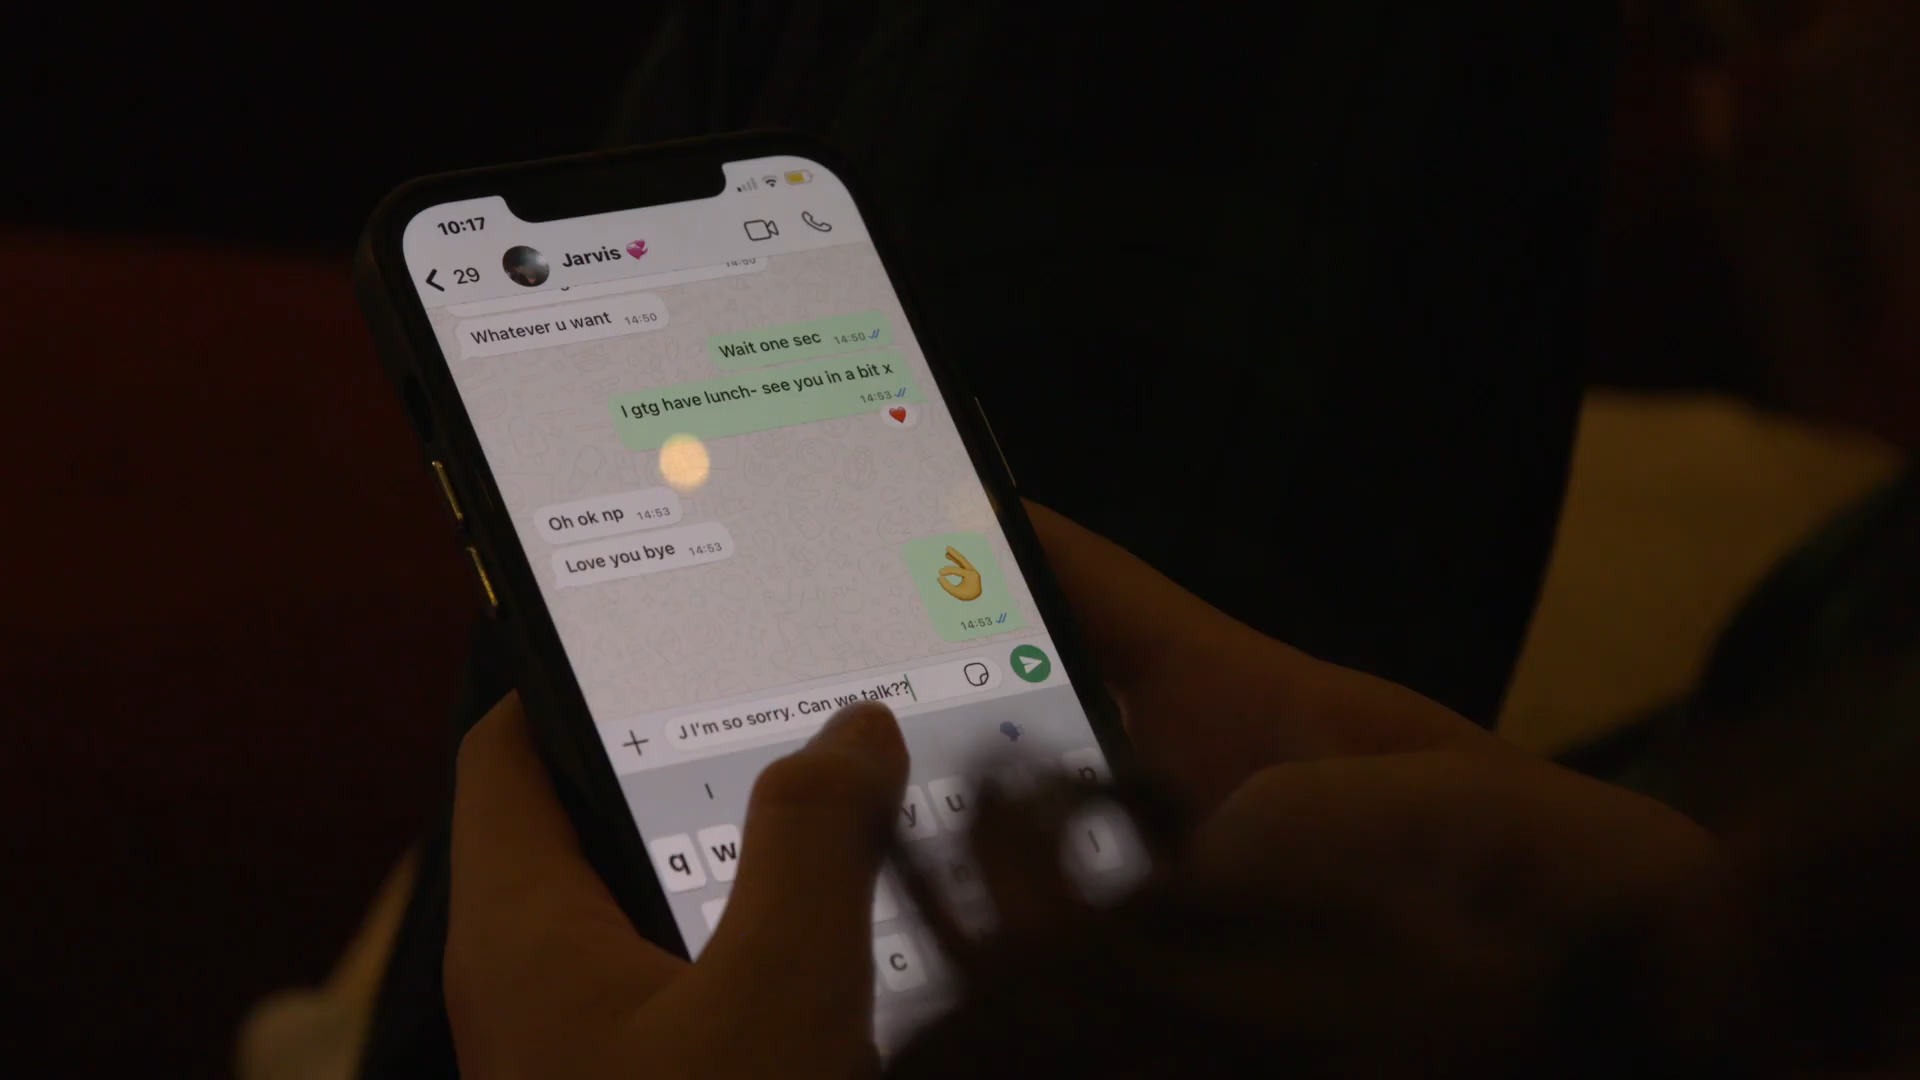 10:17
29
Jarvis 💞
14:50
Whatever u want 14:50
Wait one sec 14:50
I gtg have lunch- see you in a bit x
14:53
❤️
Oh ok np 14:53
Love you bye 14:53
👌
14:53
J I'm so sorry. Can we talk??
I
q w y u p
l
c